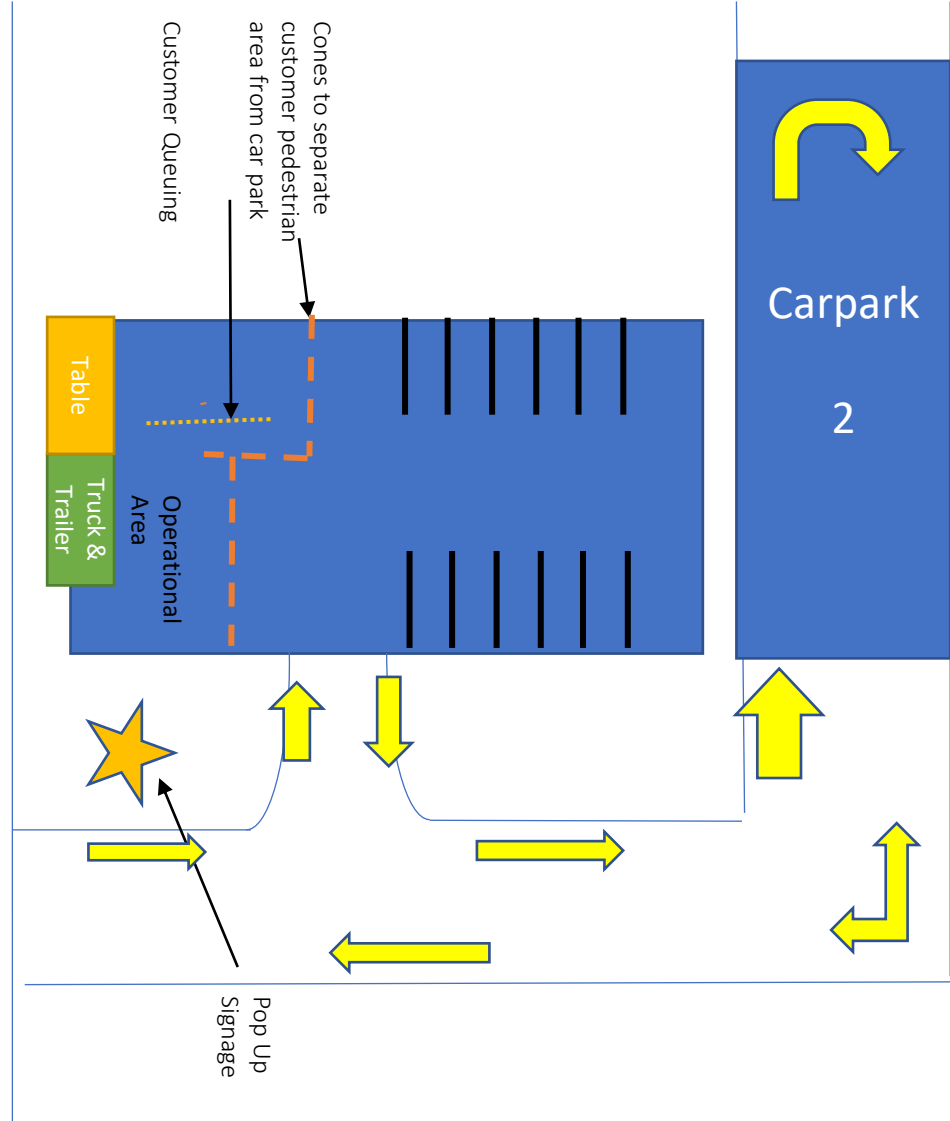 Cones to separate
customer pedestrian
area from car park
Customer Queuing
Carpark
2
Table
Truck &
Trailer
Operational
Area
Pop Up
Signage